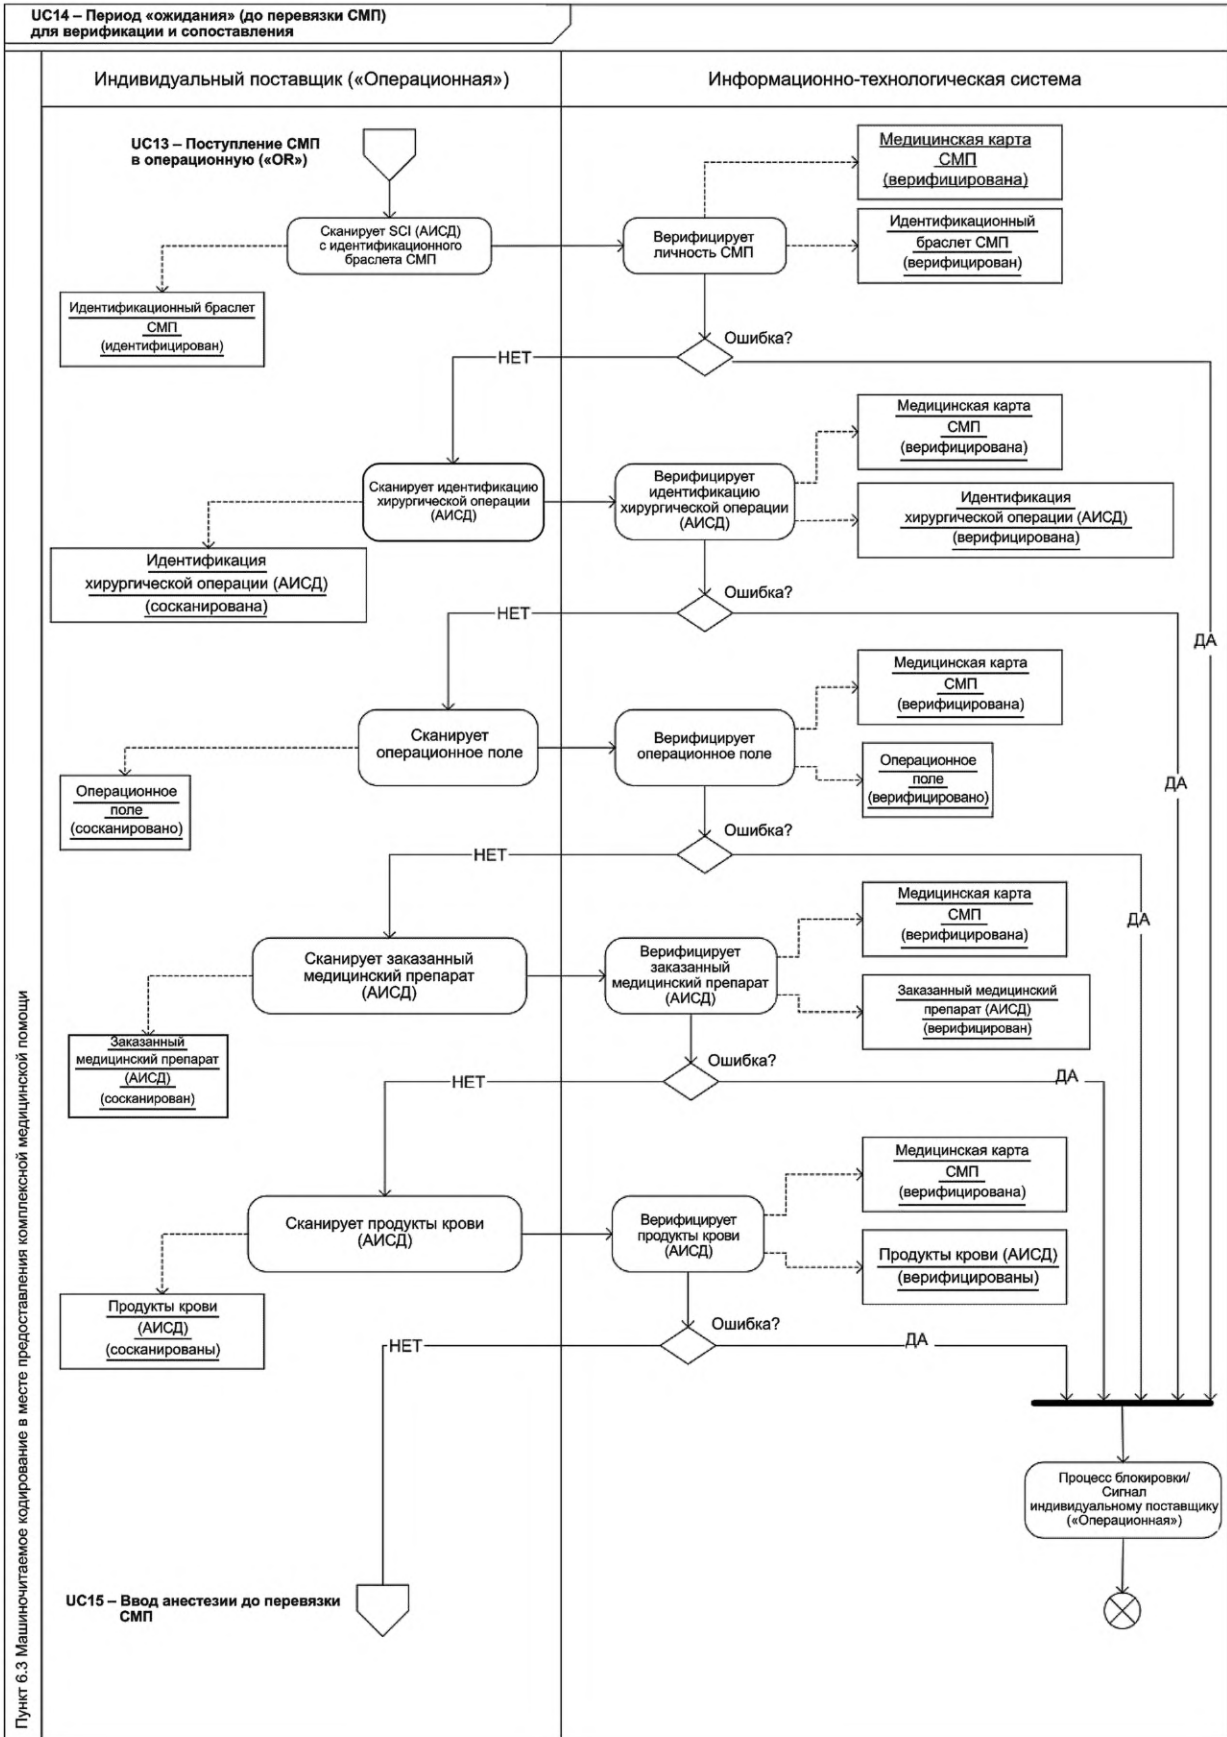 UC14 – Период «ожидания» (до перевязки СМП)
для верификации и сопоставления
Индивидуальный поставщик («Операционная»)
Информационно-технологическая система
UC13 – Поступление СМП
в операционную («OR»)
Медицинская карта
СМП
(верифицирована)
Сканирует SCI (АИСД)
с идентификационного
браслета СМП
Верифицирует
личность СМП
Идентификационный
браслет СМП
(верифицирован)
Идентификационный браслет
СМП
(идентифицирован)
Ошибка?
НЕТ
Медицинская карта
СМП
(верифицирована)
Сканирует идентификацию
хирургической операции
(АИСД)
Верифицирует
идентификацию
хирургической операции
(АИСД)
Идентификация
хирургической операции (АИСД)
(верифицирована)
Идентификация
хирургической операции (АИСД)
(сосканирована)
Ошибка?
НЕТ
ДА
Медицинская карта
СМП
(верифицирована)
Сканирует
операционное поле
Верифицирует
операционное поле
Операционное
поле
(верифицировано)
ДА
Операционное
поле
(сосканировано)
Ошибка?
НЕТ
Медицинская карта
СМП
(верифицирована)
ДА
Сканирует заказанный
медицинский препарат
(АИСД)
Верифицирует
заказанный
медицинский препарат
(АИСД)
Заказанный медицинский
препарат (АИСД)
(верифицирован)
Заказанный
медицинский препарат
(АИСД)
(сосканирован)
Ошибка?
НЕТ
ДА
Медицинская карта
СМП
(верифицирована)
Сканирует продукты крови
(АИСД)
Верифицирует
продукты крови
(АИСД)
Продукты крови (АИСД)
(верифицированы)
Продукты крови
(АИСД)
(сосканированы)
Ошибка?
НЕТ
ДА
Процесс блокировки/
Сигнал
индивидуальному поставщику
(«Операционная»)
UC15 – Ввод анестезии до перевязки
СМП
Пункт 6.3 Машиночитаемое кодирование в месте предоставления комплексной медицинской помощи